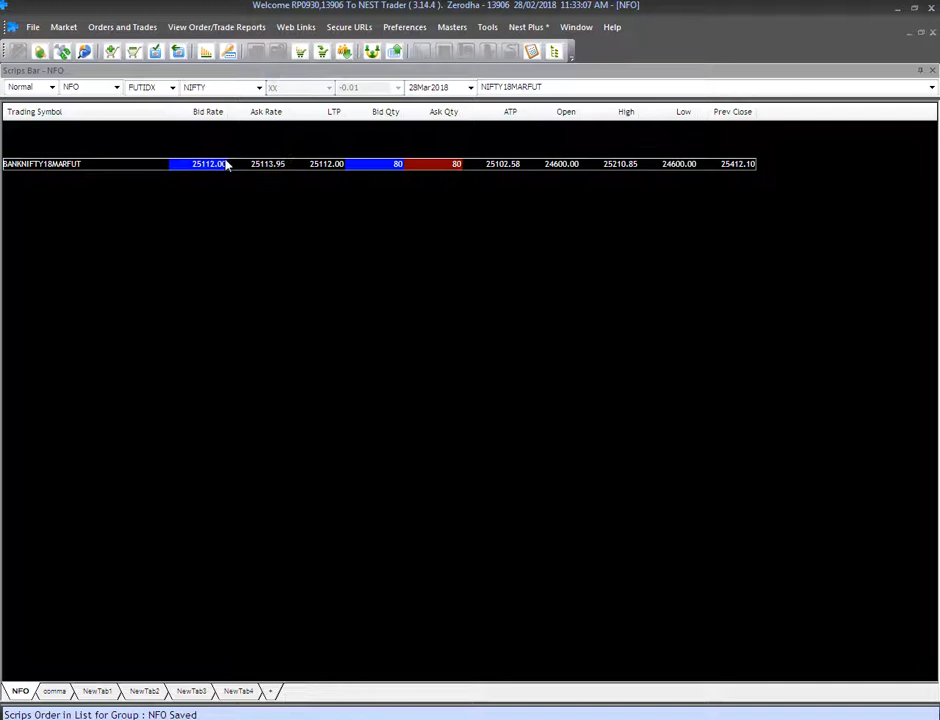 Welcome RP0930,13906 To NEST Trader ( 3.14.4 ). Zerodha - 13906 28/02/2018 11:33:07 AM - [NFO]
File Market Orders and Trades View Order/Trade Reports Web Links Secure URLs Preferences Masters Tools Nest Plus * Window Help
Scrips Bar - NFO
Normal NFO FUTIDX NIFTY XX -0.01 28Mar2018 NIFTY18MARFUT
Trading Symbol Bid Rate Ask Rate LTP Bid Qty Ask Qty ATP Open High Low Prev Close
BANKNIFTY18MARFUT 25112.00 25113.95 25112.00 80 80 25102.58 24600.00 25210.85 24600.00 25412.10
NFO comma NewTab1 NewTab2 NewTab3 NewTab4 +
Scrips Order in List for Group : NFO Saved